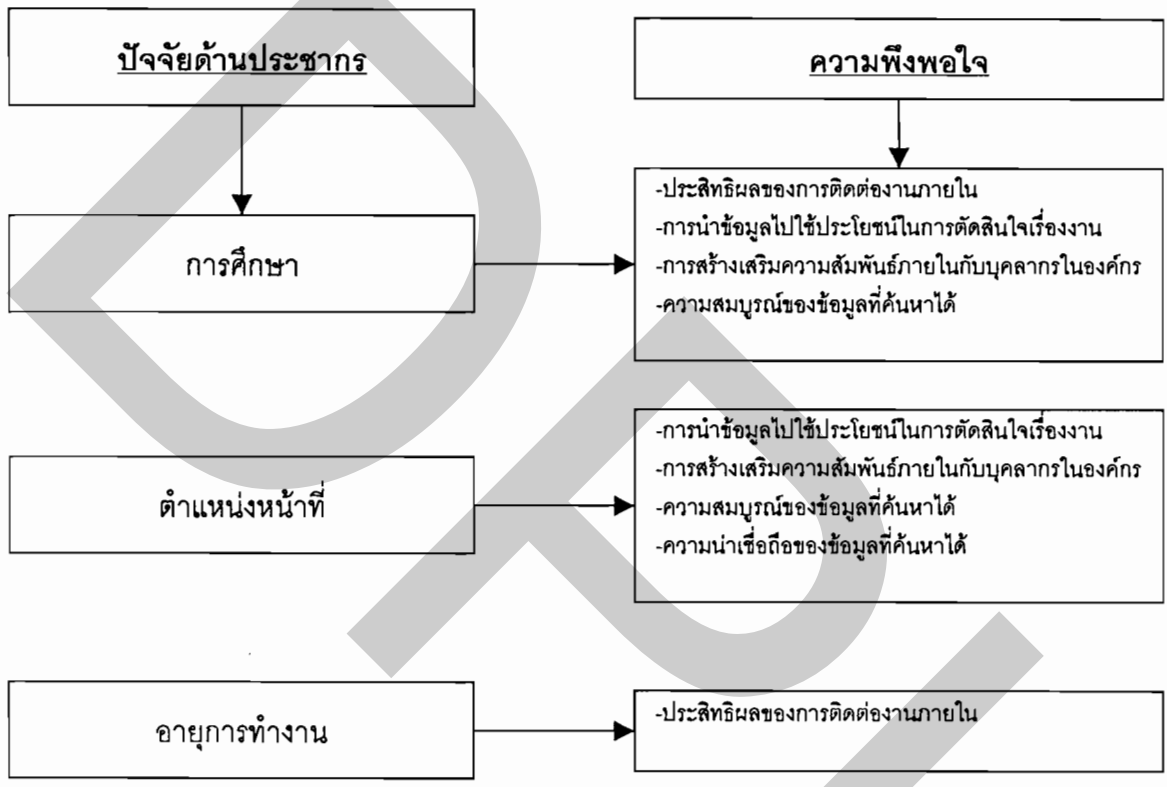 ปัจจัยด้านประชากร
ความพึงพอใจ
การศึกษา
-ประสิทธิผลของการติดต่องานภายใน
-การนำข้อมูลไปใช้ประโยชน์ในการตัดสินใจเรื่องงาน
-การสร้างเสริมความสัมพันธ์ภายในกับบุคลากรในองค์กร
-ความสมบูรณ์ของข้อมูลที่ค้นหาได้
ตำแหน่งหน้าที่
-การนำข้อมูลไปใช้ประโยชน์ในการตัดสินใจเรื่องงาน
-การสร้างเสริมความสัมพันธ์ภายในกับบุคลากรในองค์กร
-ความสมบูรณ์ของข้อมูลที่ค้นหาได้
-ความน่าเชื่อถือของข้อมูลที่ค้นหาได้
อายุการทำงาน
-ประสิทธิผลของการติดต่องานภายใน